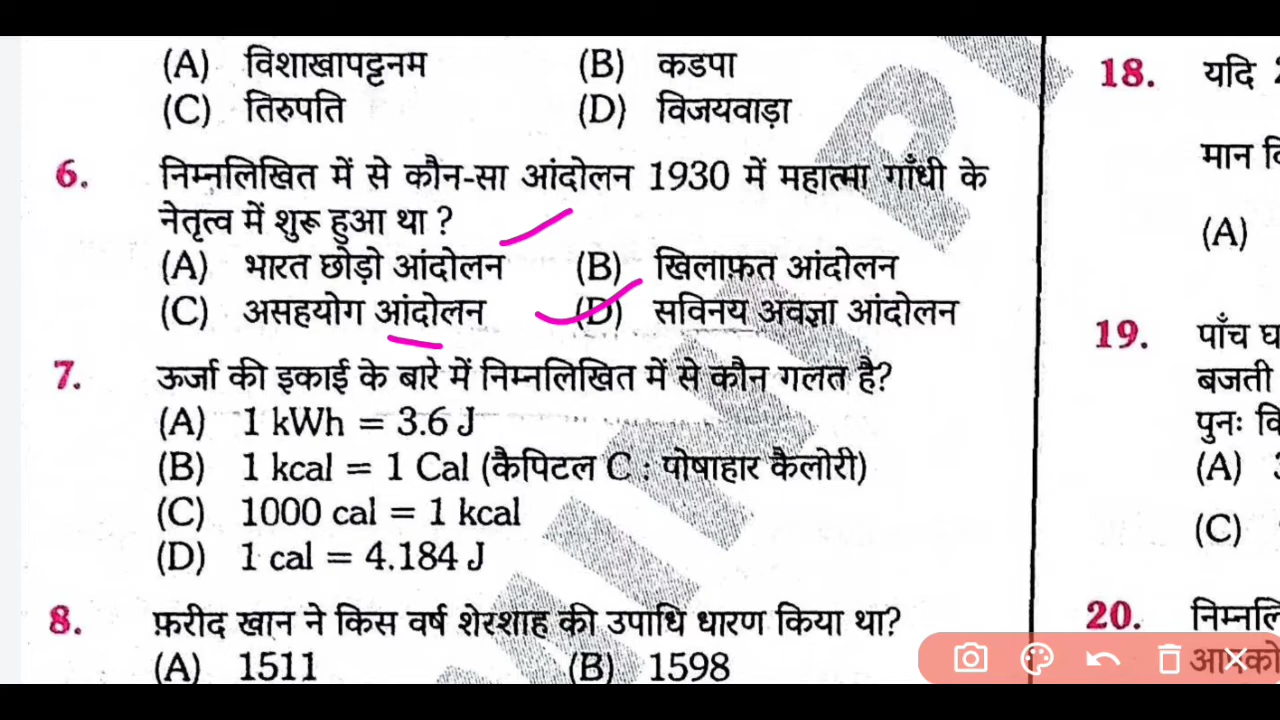 (A) विशाखापट्टनम (B) कडपा
(C) तिरुपति (D) विजयवाड़ा
6. निम्नलिखित में से कौन-सा आंदोलन 1930 में महात्मा गाँधी के
नेतृत्व में शुरू हुआ था ?
(A) भारत छोड़ो आंदोलन (B) खिलाफ़त आंदोलन
(C) असहयोग आंदोलन (D) सविनय अवज्ञा आंदोलन
7. ऊर्जा की इकाई के बारे में निम्नलिखित में से कौन गलत है?
(A) 1 kWh = 3.6 J
(B) 1 kcal = 1 Cal (कैपिटल C : पोषाहार कैलोरी)
(C) 1000 cal = 1 kcal
(D) 1 cal = 4.184 J
8. फ़रीद खान ने किस वर्ष शेरशाह की उपाधि धारण किया था?
(A) 1511 (B) 1598
18. यदि
मान
(A)
19. पाँच
बजती
पुनः
(A)
(C)
20.